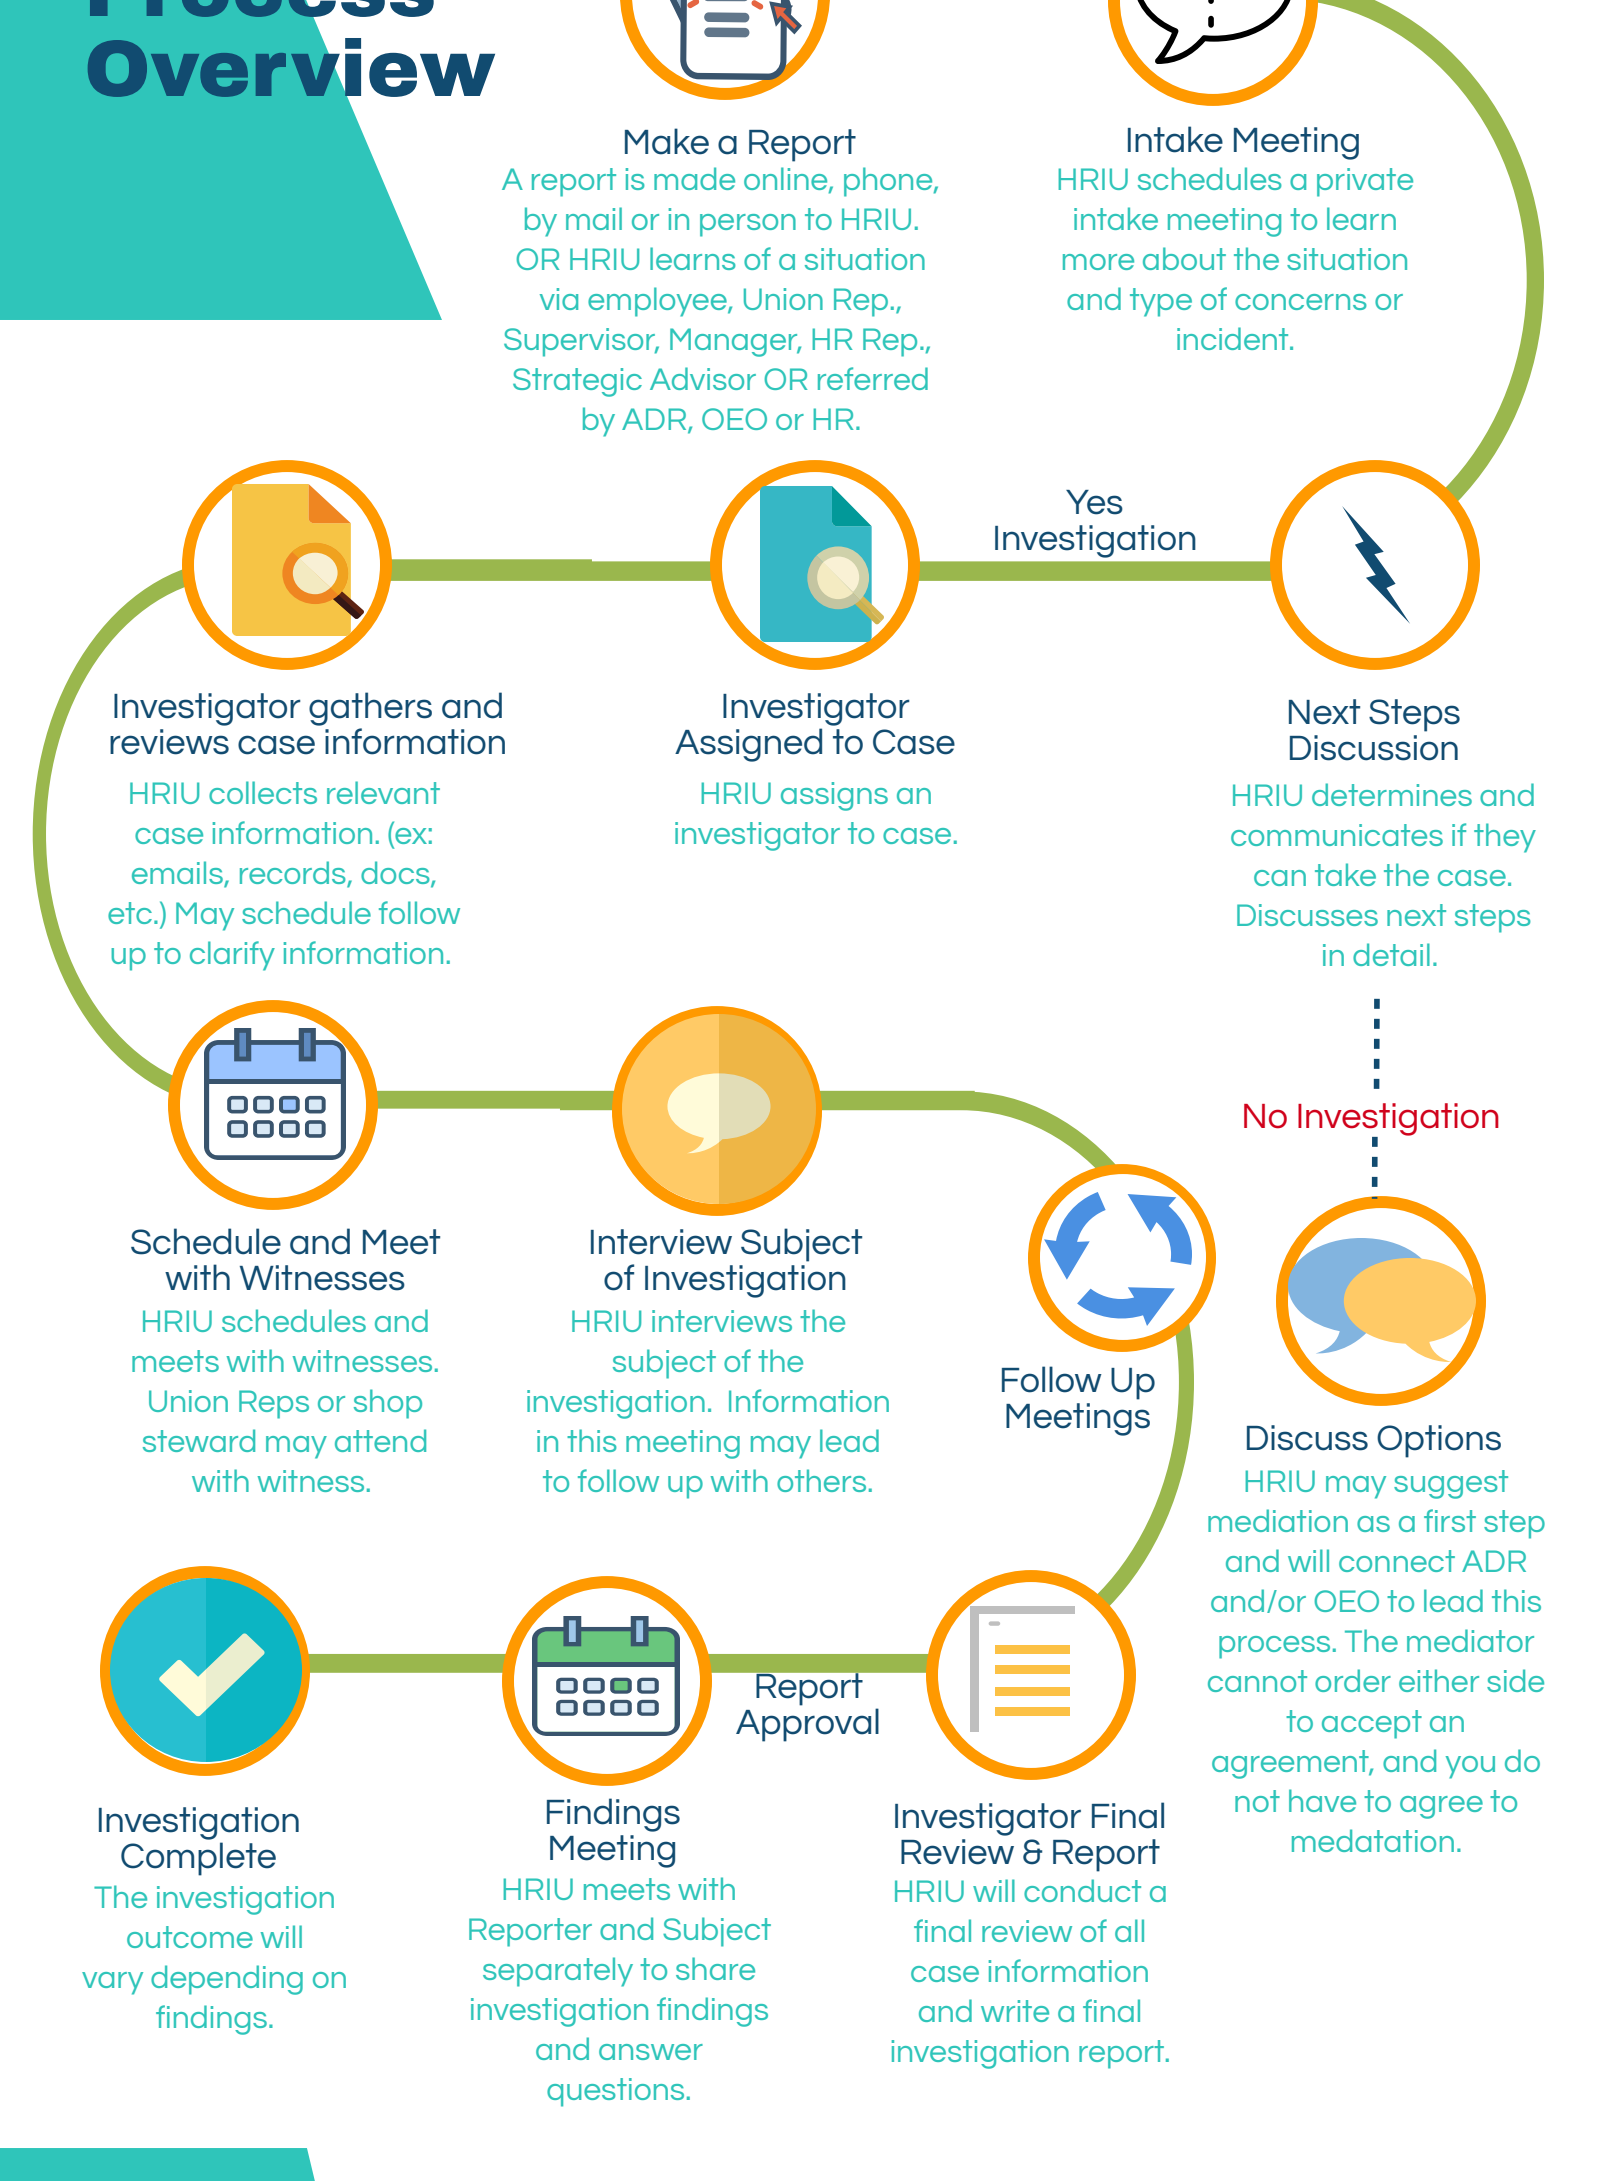 Process
Overview
Make a Report
A report is made online, phone,
by mail or in person to HRIU.
OR HRIU learns of a situation
via employee, Union Rep.,
Supervisor, Manager, HR Rep.,
Strategic Advisor OR referred
by ADR, OEO or HR.
Intake Meeting
HRIU schedules a private
intake meeting to learn
more about the situation
and type of concerns or
incident.
Next Steps
Discussion
HRIU determines and
communicates if they
can take the case.
Discusses next steps
in detail.
Yes
Investigation
Investigator
Assigned to Case
HRIU assigns an
investigator to case.
Investigator gathers and
reviews case information
HRIU collects relevant
case information. (ex:
emails, records, docs,
etc.) May schedule follow
up to clarify information.
Schedule and Meet
with Witnesses
HRIU schedules and
meets with witnesses.
Union Reps or shop
steward may attend
with witness.
Interview Subject
of Investigation
HRIU interviews the
subject of the
investigation.  Information
in this meeting may lead
to follow up with others.
Follow Up
Meetings
No Investigation
Discuss Options
HRIU may suggest
mediation as a first step
and will connect ADR
and/or OEO to lead this
process. The mediator
cannot order either side
to accept an
agreement, and you do
not have to agree to
medatation.
Investigator Final
Review & Report
HRIU will conduct a
final review of all
case information
and write a final
investigation report.
Report
Approval
Findings
Meeting
HRIU meets with
Reporter and Subject
separately to share
investigation findings
and answer
questions.
Investigation
Complete
The investigation
outcome will
vary depending on
findings.